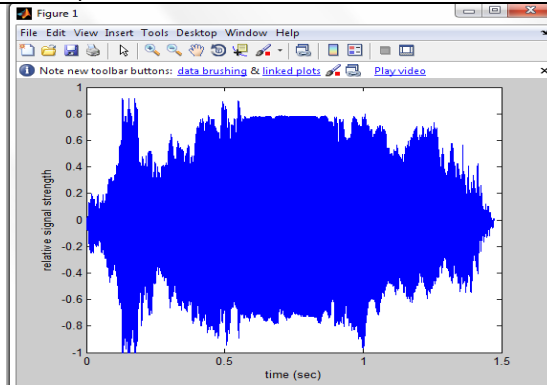 Figure 1
File Edit View Insert Tools Desktop Window Help
Note new toolbar buttons: data brushing & linked plots Play video
1
0.8
0.6
0.4
0.2
0
-0.2
-0.4
-0.6
-0.8
-1
relative signal strength
0 0.5 1 1.5
time (sec)